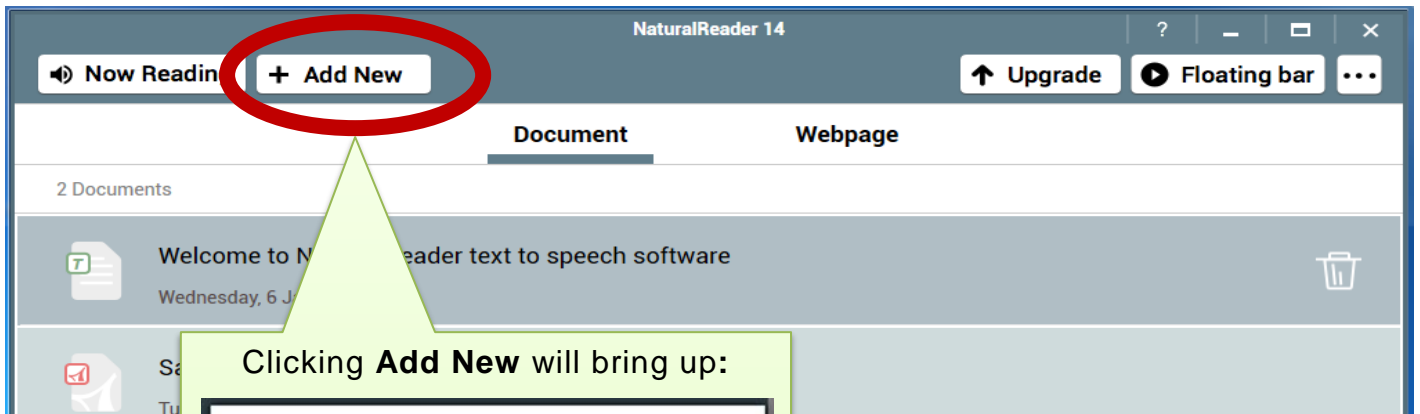 NaturalReader 14
?
Now Readin
+ Add New
Upgrade
Floating bar
Document
Webpage
2 Documents
Welcome to N eader text to speech software
Wednesday, 6 J
Sa
Tu
Clicking Add New will bring up: